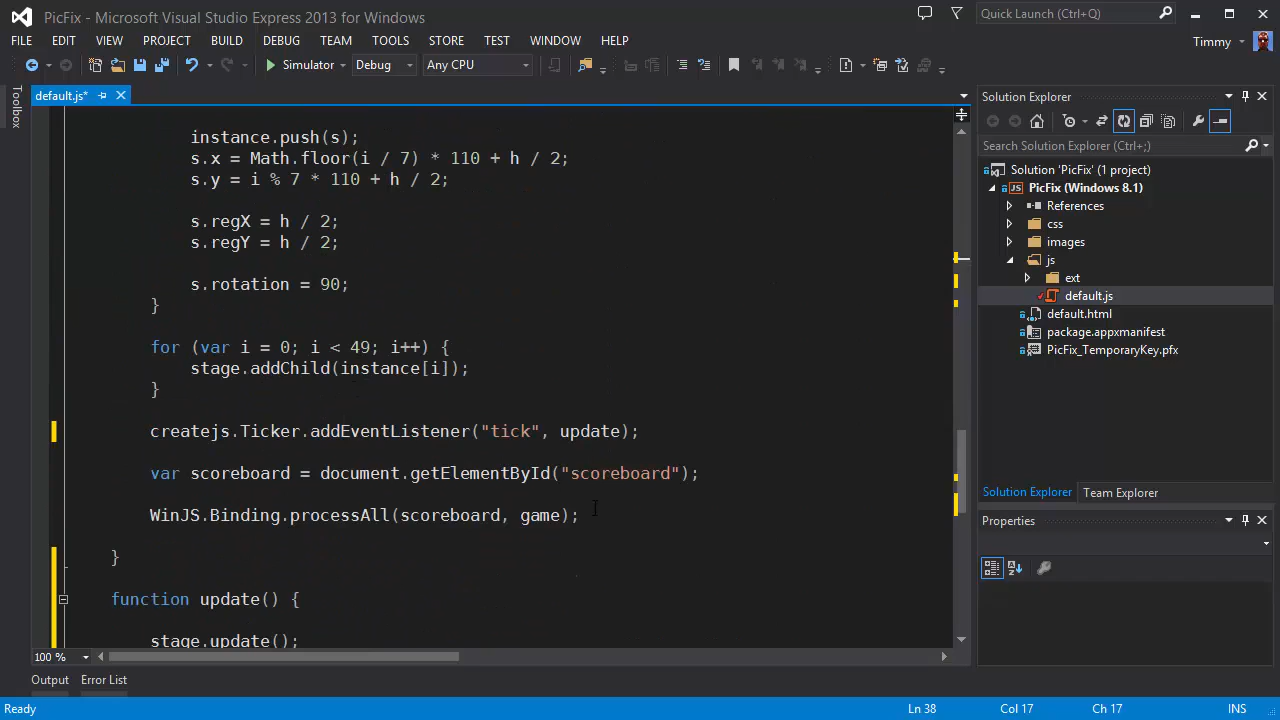 PicFix - Microsoft Visual Studio Express 2013 for Windows
Quick Launch (Ctrl+Q)
FILE EDIT VIEW PROJECT BUILD DEBUG TEAM TOOLS STORE TEST WINDOW HELP
Timmy
Simulator Debug Any CPU
Toolbox
default.js*
instance.push(s);
s.x = Math.floor(i / 7) * 110 + h / 2;
s.y = i % 7 * 110 + h / 2;
s.regX = h / 2;
s.regY = h / 2;
s.rotation = 90;
}
for (var i = 0; i < 49; i++) {
stage.addChild(instance[i]);
}
createjs.Ticker.addEventListener("tick", update);
var scoreboard = document.getElementById("scoreboard");
WinJS.Binding.processAll(scoreboard, game);
}
function update() {
stage.update();
100 %
Solution Explorer
Search Solution Explorer (Ctrl+;)
Solution 'PicFix' (1 project)
PicFix (Windows 8.1)
References
css
images
js
ext
default.js
default.html
package.appxmanifest
PicFix_TemporaryKey.pfx
Solution Explorer Team Explorer
Properties
Output Error List
Ready Ln 38 Col 17 Ch 17 INS